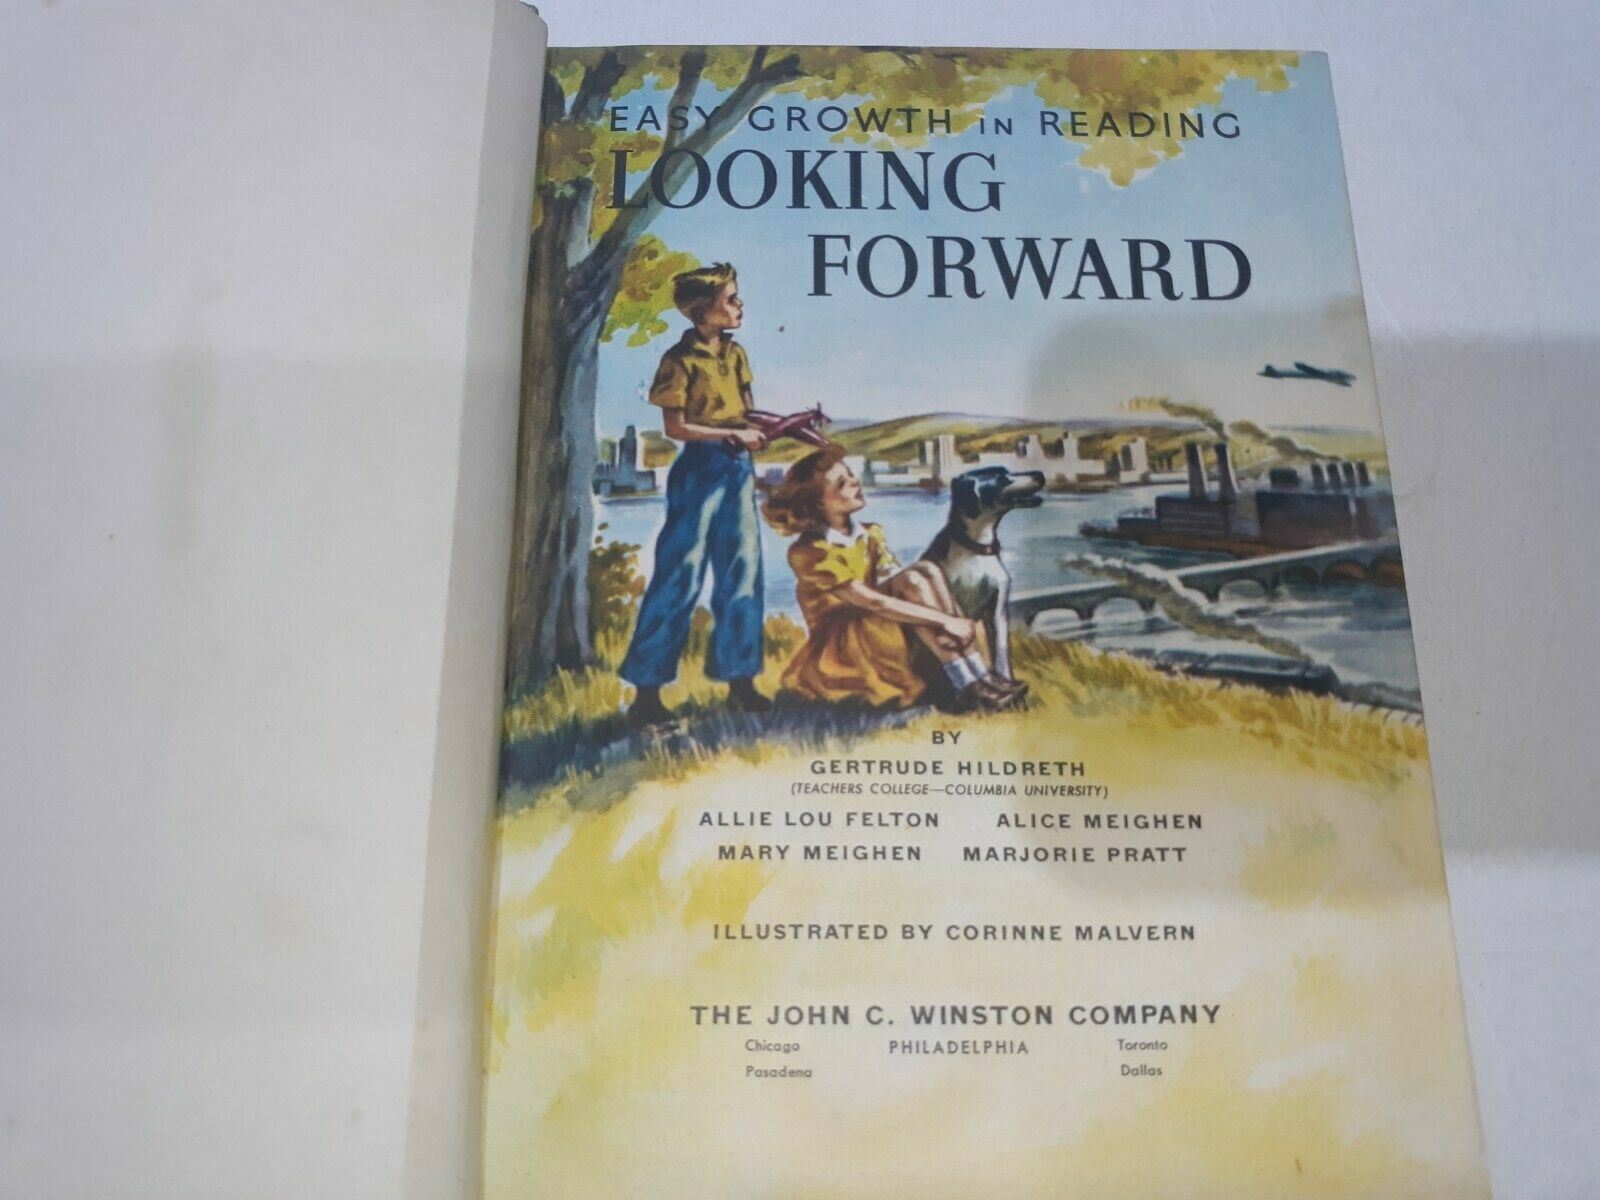 EASY GROWTH in READING
LOOKING
FORWARD
BY
GERTRUDE HILDRETH
(TEACHERS COLLEGE—COLUMBIA UNIVERSITY)
ALLIE LOU FELTON ALICE MEIGHEN
MARY MEIGHEN MARJORIE PRATT
ILLUSTRATED BY CORINNE MALVERN
THE JOHN C. WINSTON COMPANY
Chicago PHILADELPHIA Toronto
Pasadena Dallas